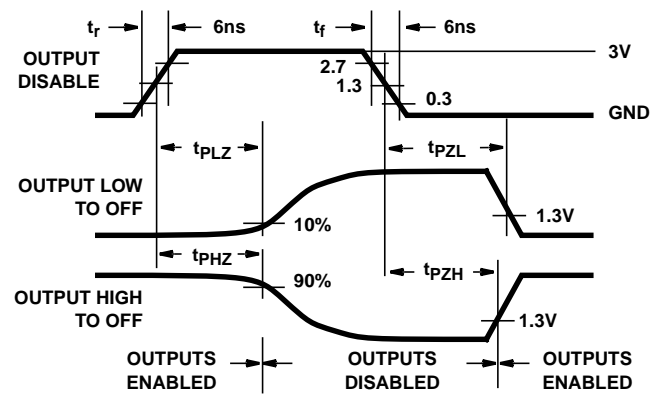 tr
6ns
tf
6ns
OUTPUT
DISABLE
2.7
1.3
0.3
3V
GND
tPLZ
tPZL
OUTPUT LOW
TO OFF
10%
1.3V
tPHZ
tPZH
OUTPUT HIGH
TO OFF
90%
1.3V
OUTPUTS
ENABLED
OUTPUTS
DISABLED
OUTPUTS
ENABLED